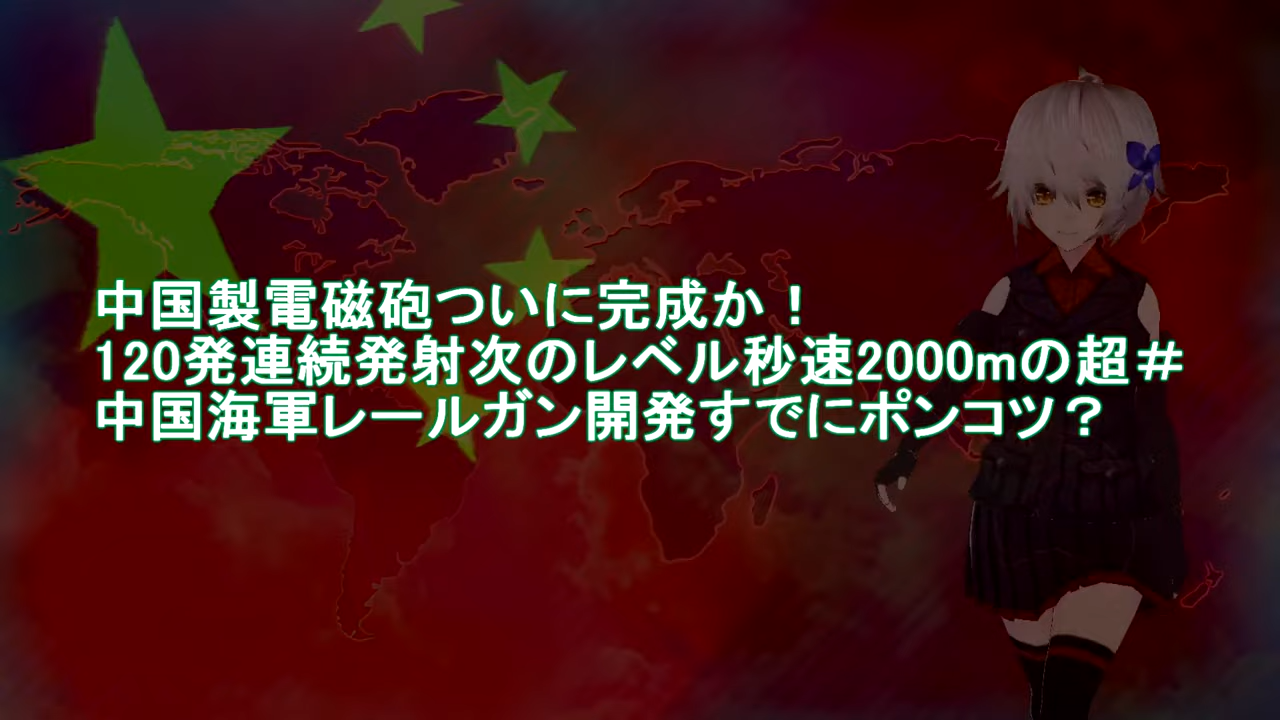 中国製電磁砲ついに完成か！
120発連続発射次のレベル秒速2000mの超＃
中国海軍レールガン開発すでにポンコツ？